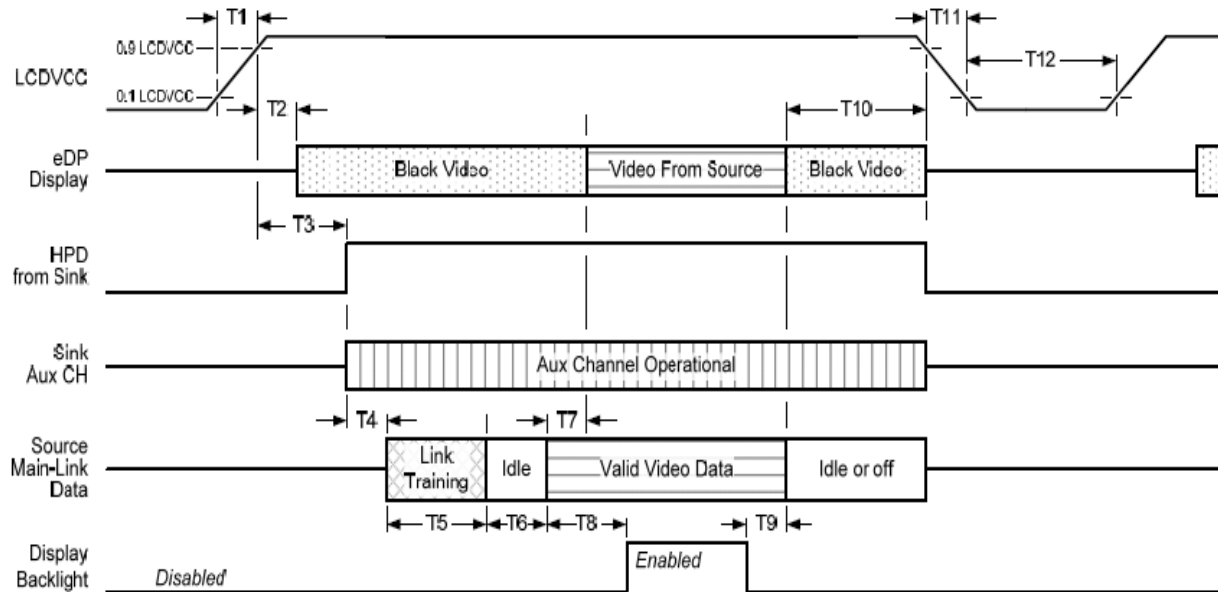 T1
T11
0.9 LCDVCC
LCDVCC
T12
0.1 LCDVCC
T2
T10
eDP
Display
Black Video
Video From Source
Black Video
T3
HPD
from Sink
Sink
Aux CH
Aux Channel Operational
T4
T7
Source
Main-Link
Data
Link
Training
Idle
Valid Video Data
Idle or off
T5
T6
T8
T9
Display
Backlight
Disabled
Enabled